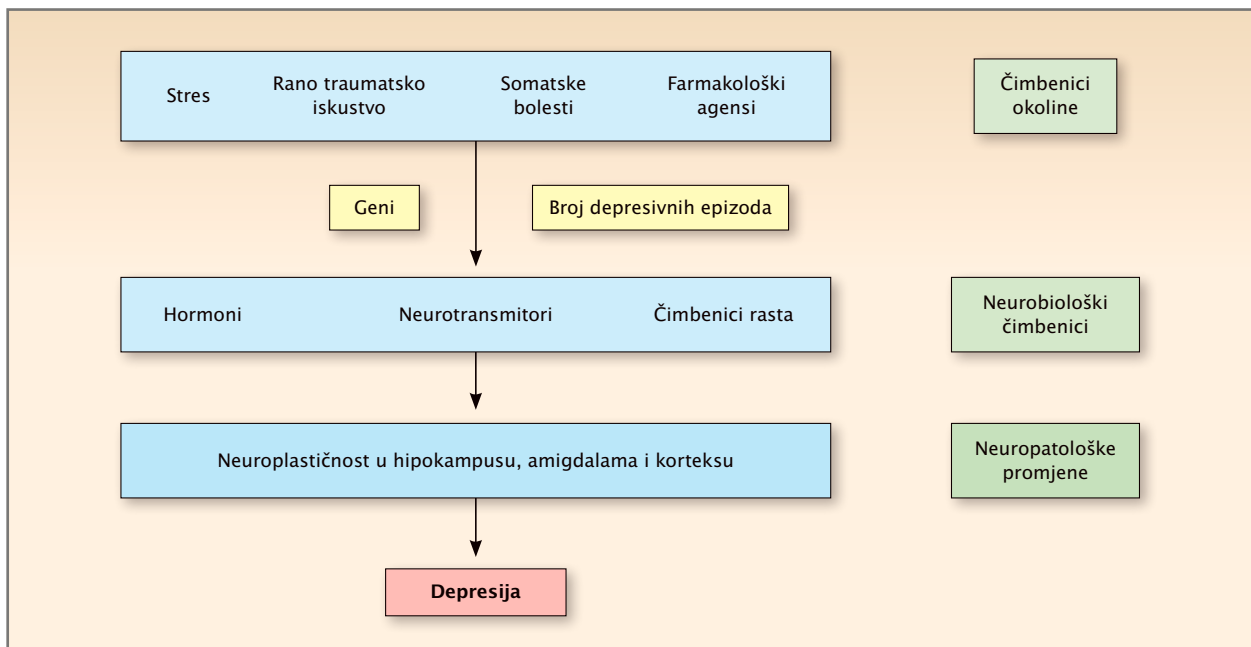 Stres
Rano traumatsko
iskustvo
Somatske
bolesti
Farmakološki
agensi
Čimbenici
okoline
Geni
Broj depresivnih epizoda
Hormoni
Neurotransmitori
Čimbenici rasta
Neurobiološki
čimbenici
Neuroplastičnost u hipokampusu, amigdalama i korteksu
Neuropatološke
promjene
Depresija